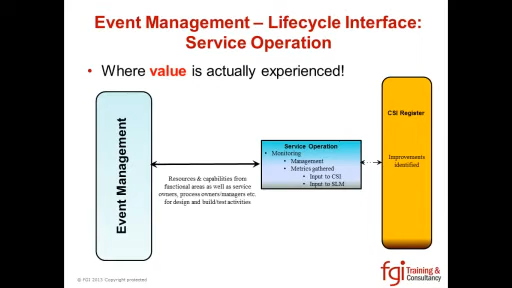 Event Management – Lifecycle Interface:
Service Operation
• Where value is actually experienced!
Event Management
Resources & capabilities from
functional areas as well as service
owners, process owners/managers etc.
for design and build/test activities
Service Operation
• Monitoring
• Management
• Metrics gathered
• Input to CSI
• Input to SLM
CSI Register
Improvements
identified
© FGI 2013 Copyright protected
fgi Training &
Consultancy